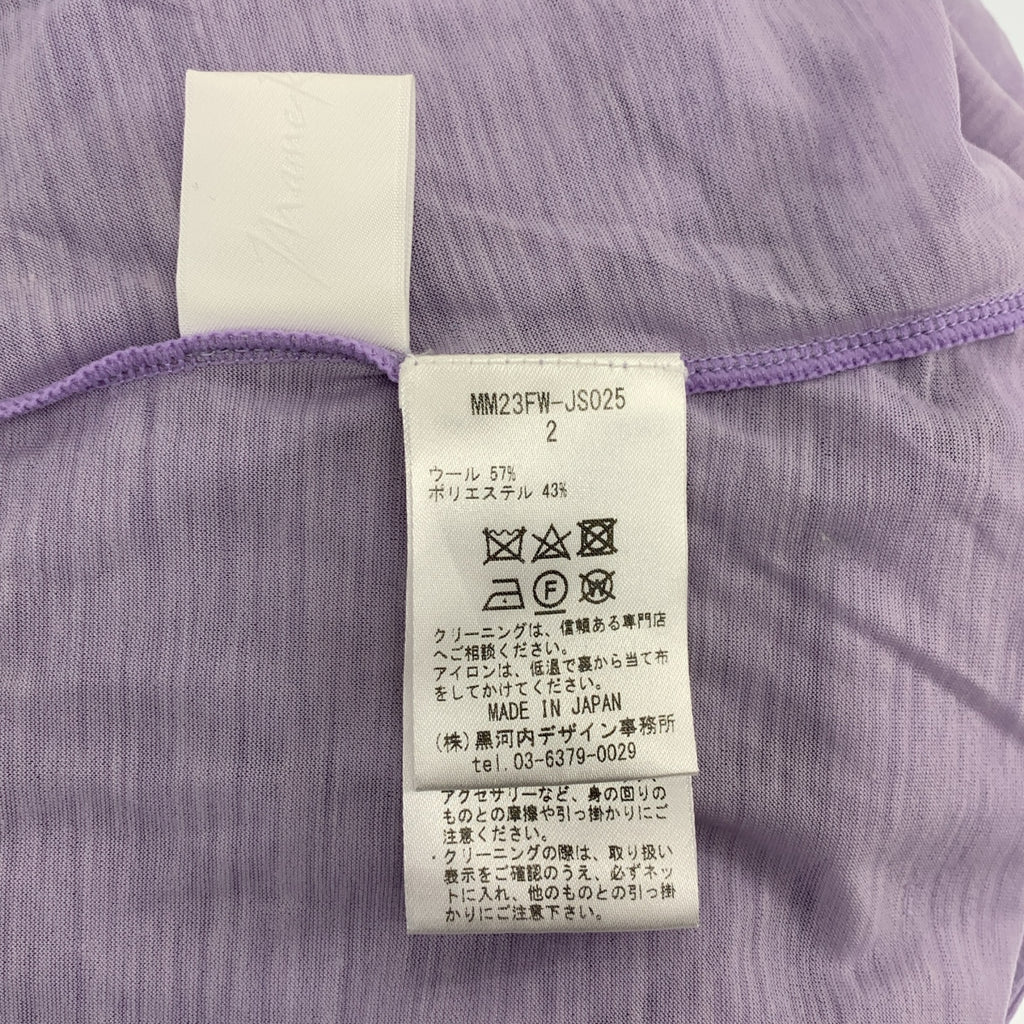 MM23FW-JS025
2
ウール 57%
ポリエステル 43%
F
W
クリーニングは、信頼ある専門店
へご相談ください。
アイロンは、低温で裏から当て布
をしてかけてください。
MADE IN JAPAN
(株)黒河内デザイン事務所
tel.03-6379-0029
アクセサリーなど、身の回りの
ものとの摩擦や引っ掛かりにご
注意ください。
・クリーニングの際は、取り扱い
表示をご確認のうえ、必ずネッ
トに入れ、他のものとの引っ掛
かりにご注意下さい。